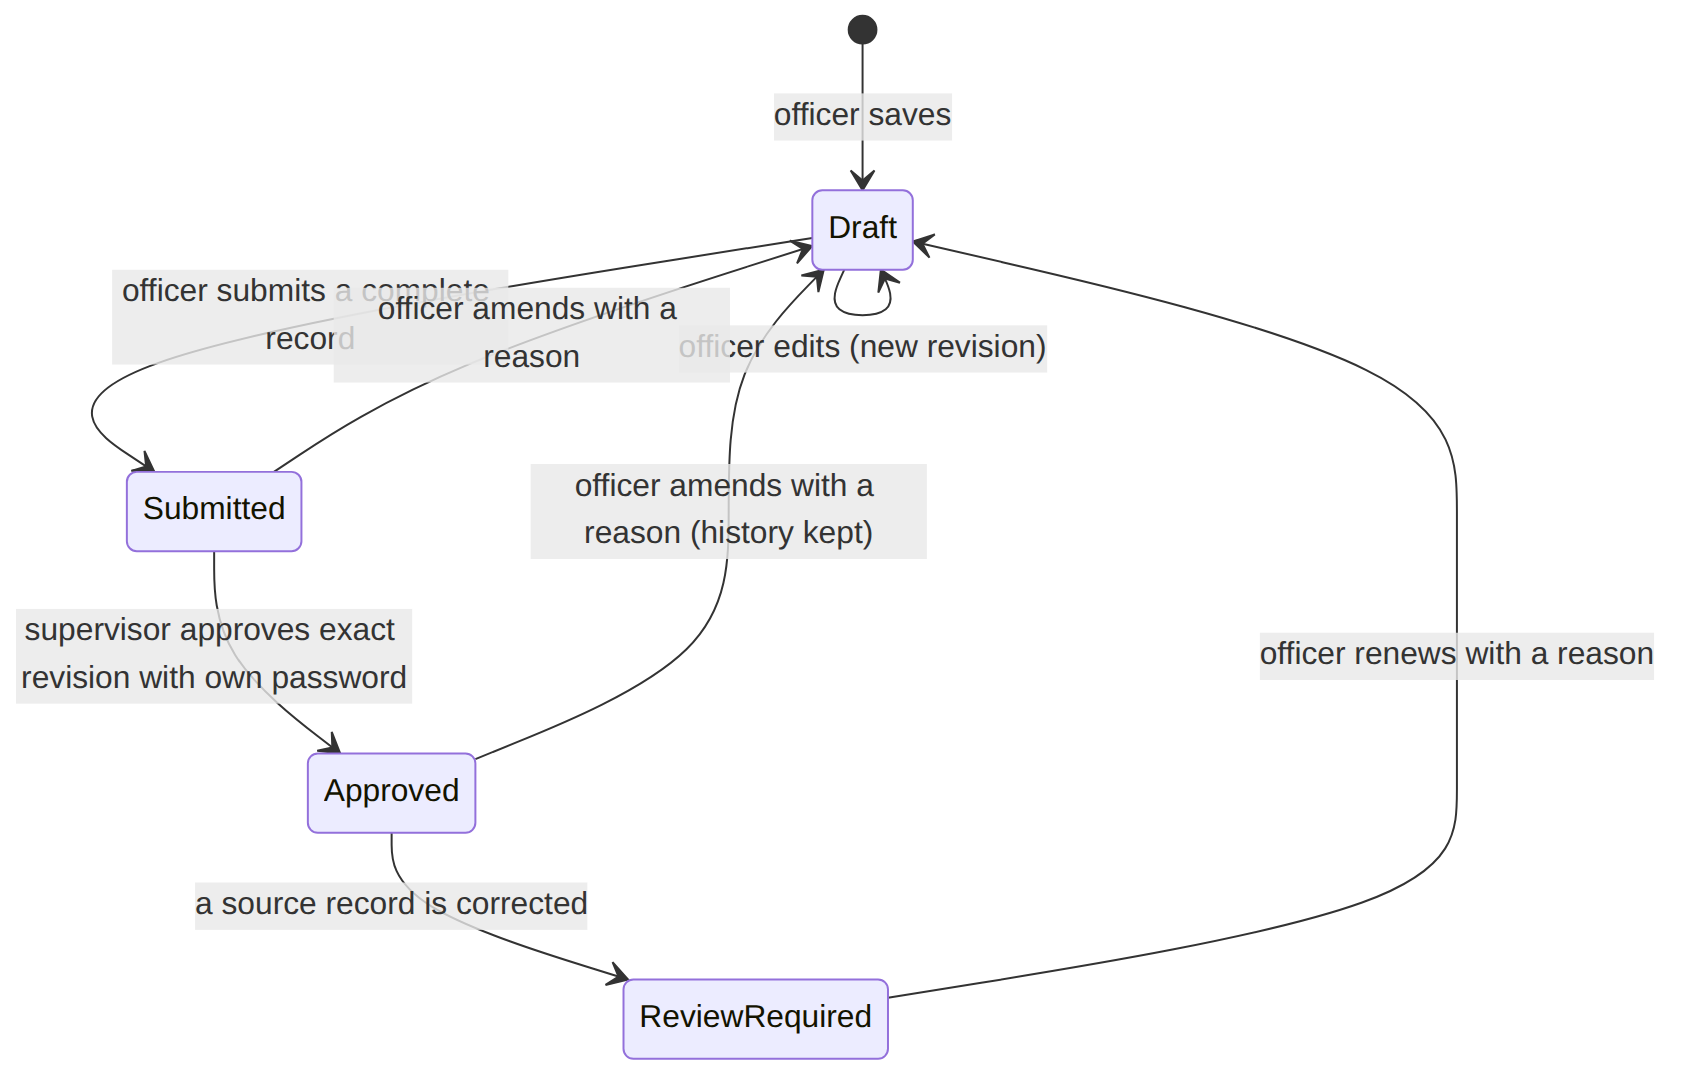 officer saves
Draft
officer submits a complete
record
officer amends with a
reason
officer edits (new revision)
officer amends with a
reason (history kept)
Submitted
supervisor approves exact
revision with own password
officer renews with a reason
Approved
a source record is corrected
ReviewRequired